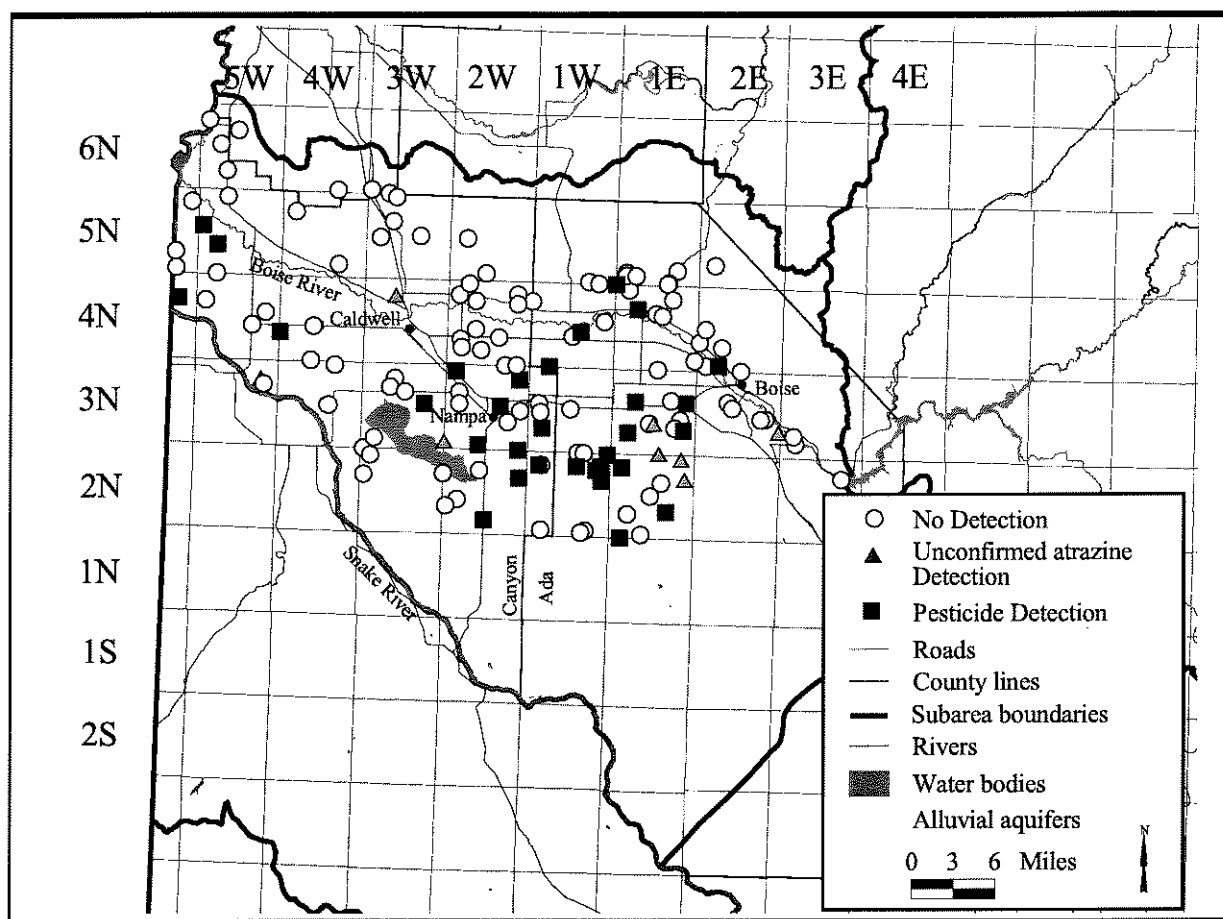 5W 4W 3W 2W 1W 1E 2E 3E 4E
6N
5N
4N
3N
2N
1N
1S
2S
Boise River
Caldwell
Boise
Nampa
Snake River
Canyon
Ada
No Detection
Unconfirmed atrazine
Detection
Pesticide Detection
Roads
County lines
Subarea boundaries
Rivers
Water bodies
Alluvial aquifers
N
0 3 6 Miles